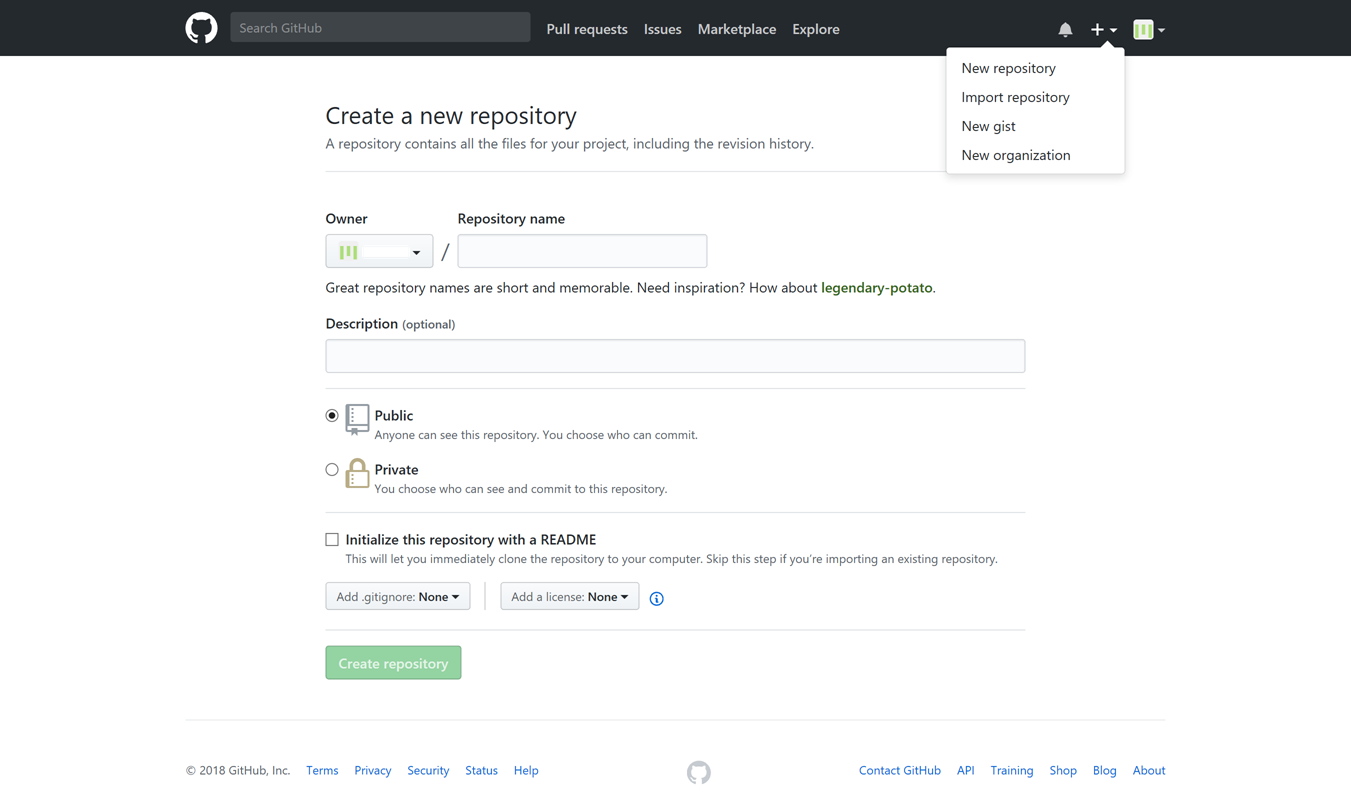 Search GitHub
Pull requests Issues Marketplace Explore
New repository
Import repository
New gist
New organization
Create a new repository
A repository contains all the files for your project, including the revision history.
Owner Repository name
/
Great repository names are short and memorable. Need inspiration? How about legendary-potato.
Description (optional)
Public
Anyone can see this repository. You choose who can commit.
Private
You choose who can see and commit to this repository.
Initialize this repository with a README
This will let you immediately clone the repository to your computer. Skip this step if you’re importing an existing repository.
Add .gitignore: None Add a license: None
Create repository
© 2018 GitHub, Inc. Terms Privacy Security Status Help Contact GitHub API Training Shop Blog About